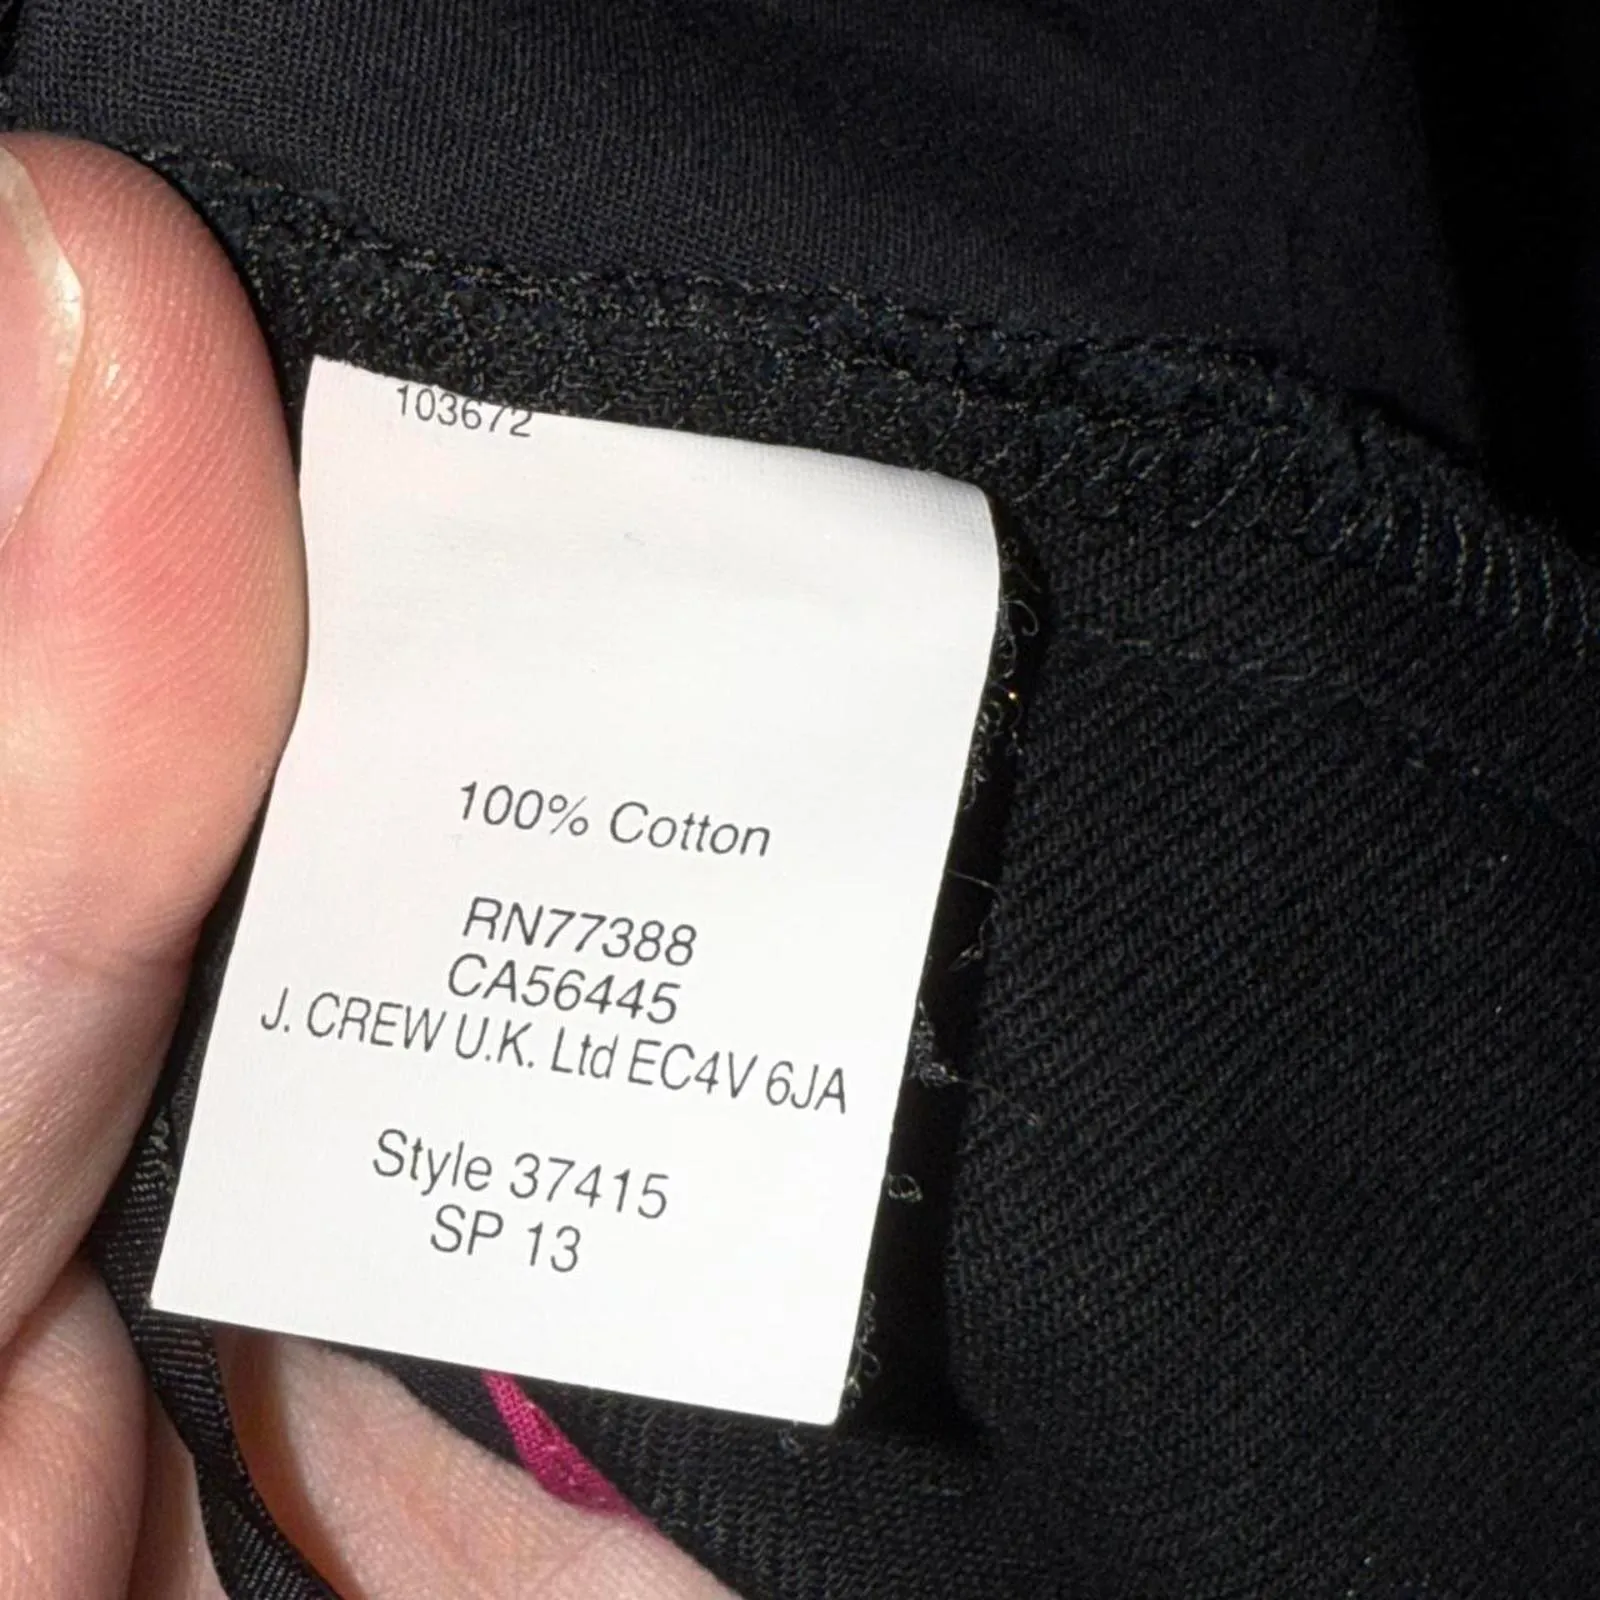 103672
100% Cotton
RN77388
CA56445
J. CREW U.K. Ltd EC4V 6JA
Style 37415
SP 13